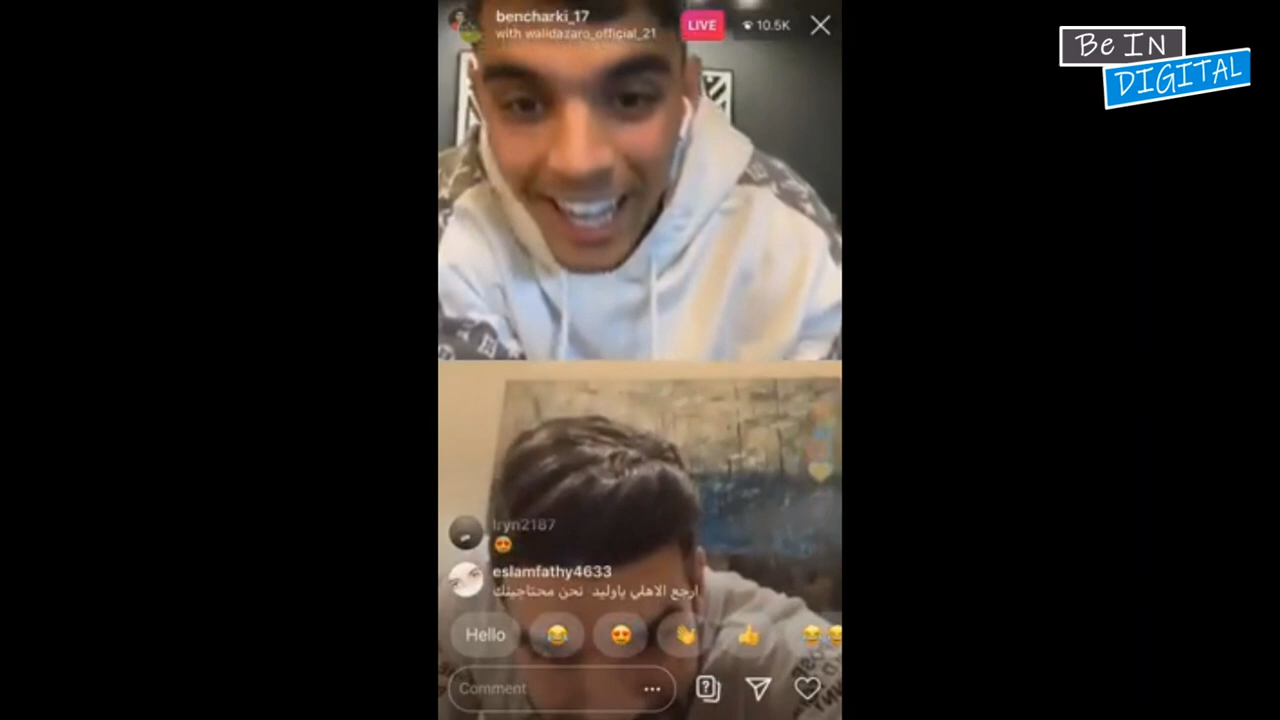 bencharki_17
with walidazaro_official_21
LIVE
10.5K
Be IN
DIGITAL
lryn2187
😍
eslamfathy4633
ارجع الاهلي ياوليد نحن محتاجينك
Hello 😂 😍 👋 👍 😂😂
Comment